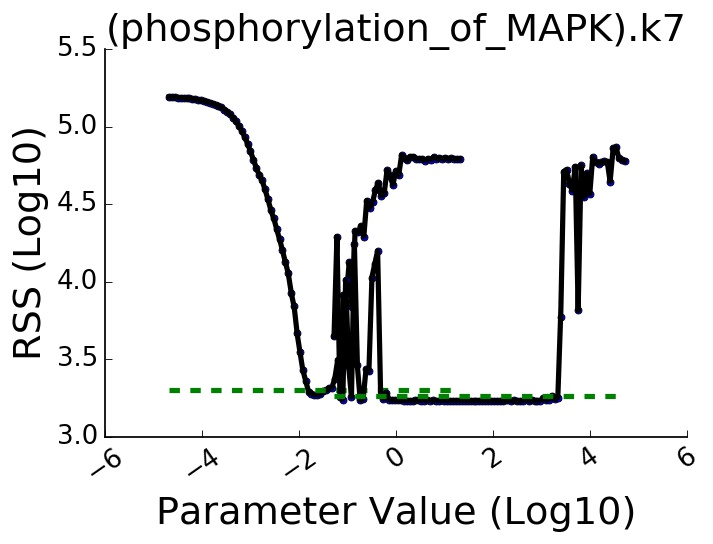 (phosphorylation_of_MAPK).k7
RSS (Log10)
5.5
5.0
4.5
4.0
3.5
3.0
−6 −4 −2 0 2 4 6
Parameter Value (Log10)